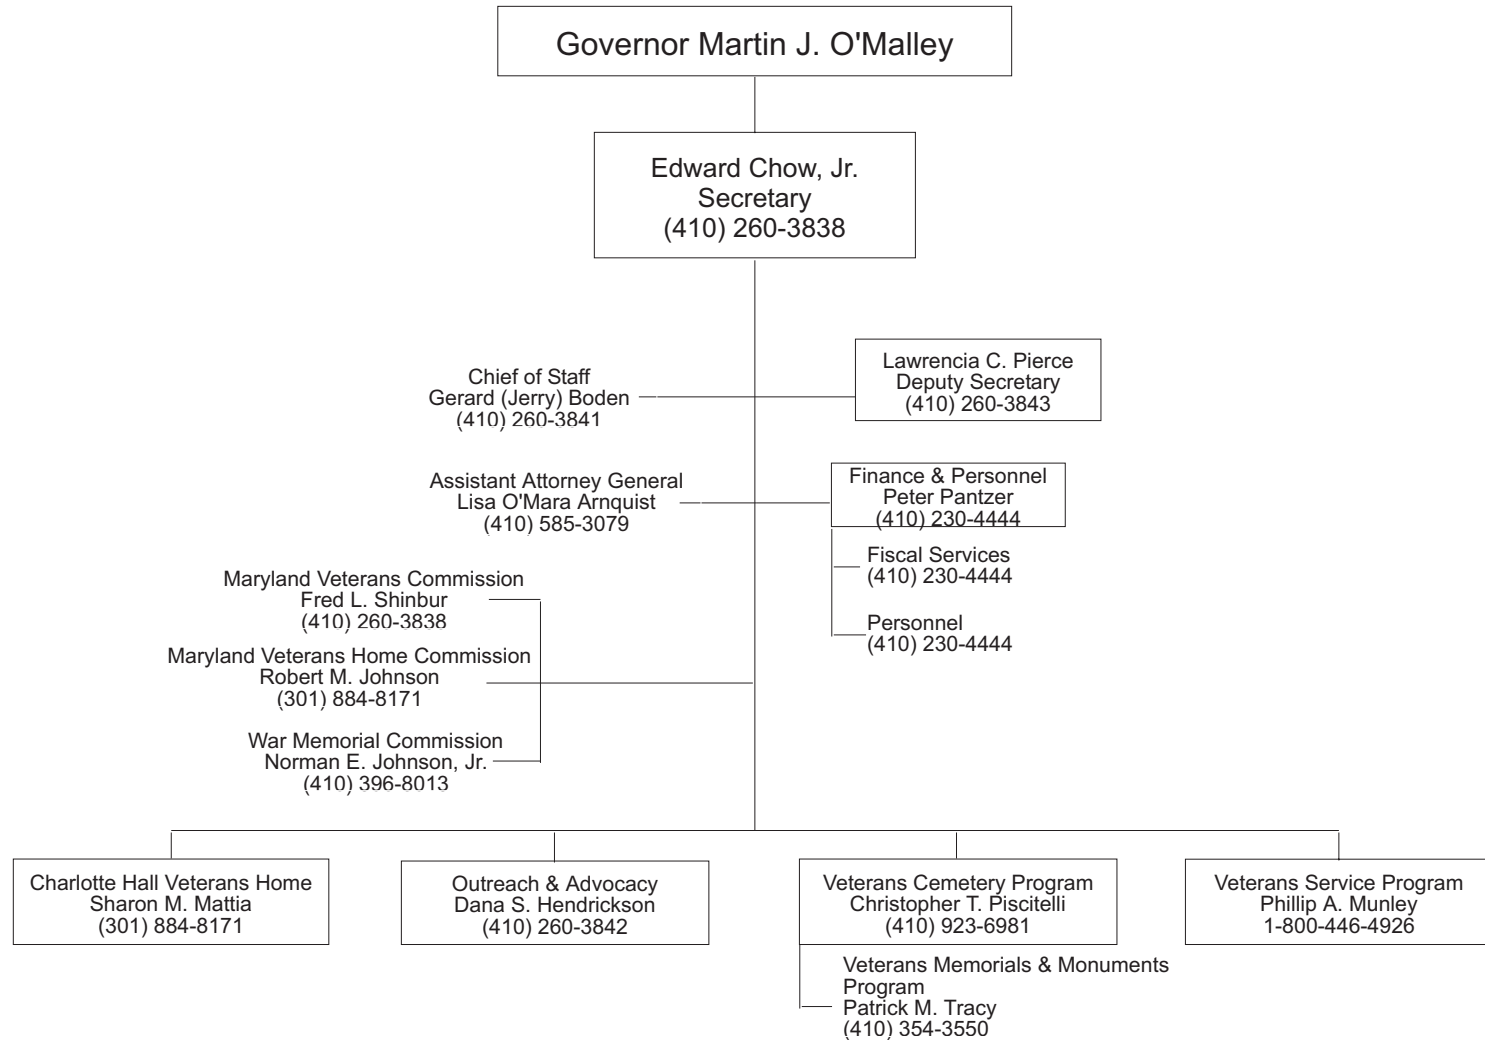 Governor Martin J. O'Malley
Edward Chow, Jr.
Secretary
(410) 260-3838
Chief of Staff
Gerard (Jerry) Boden
(410) 260-3841
Lawrencia C. Pierce
Deputy Secretary
(410) 260-3843
Assistant Attorney General
Lisa O'Mara Arnquist
(410) 585-3079
Finance & Personnel
Peter Pantzer
(410) 230-4444
Fiscal Services
(410) 230-4444
Personnel
(410) 230-4444
Maryland Veterans Commission
Fred L. Shinbur
(410) 260-3838
Maryland Veterans Home Commission
Robert M. Johnson
(301) 884-8171
War Memorial Commission
Norman E. Johnson, Jr.
(410) 396-8013
Charlotte Hall Veterans Home
Sharon M. Mattia
(301) 884-8171
Outreach & Advocacy
Dana S. Hendrickson
(410) 260-3842
Veterans Cemetery Program
Christopher T. Piscitelli
(410) 923-6981
Veterans Memorials & Monuments
Program
Patrick M. Tracy
(410) 354-3550
Veterans Service Program
Phillip A. Munley
1-800-446-4926